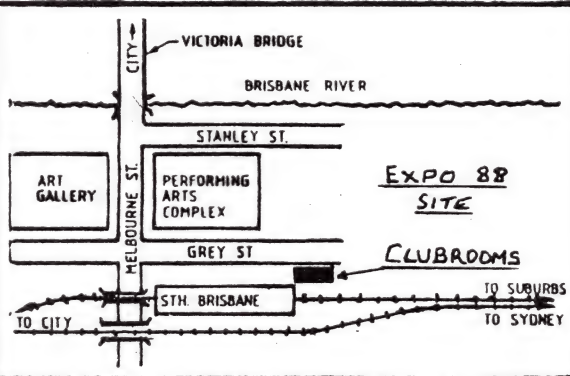 CITY →
VICTORIA BRIDGE
BRISBANE RIVER
STANLEY ST.
ART
GALLERY
MELBOURNE ST.
PERFORMING
ARTS
COMPLEX
EXPO 88
SITE
GREY ST
CLUBROOMS
STH. BRISBANE
TO SUBURBS
TO CITY
TO SYDNEY